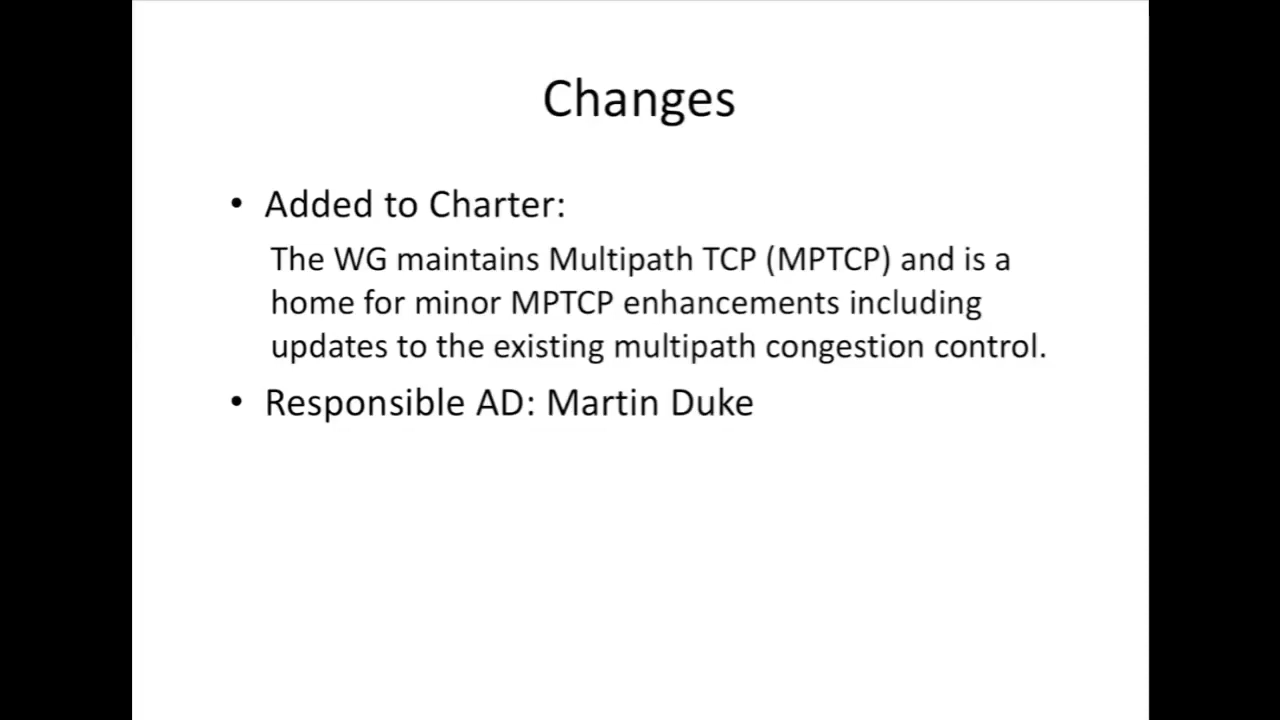 Changes
• Added to Charter:
The WG maintains Multipath TCP (MPTCP) and is a
home for minor MPTCP enhancements including
updates to the existing multipath congestion control.
• Responsible AD: Martin Duke